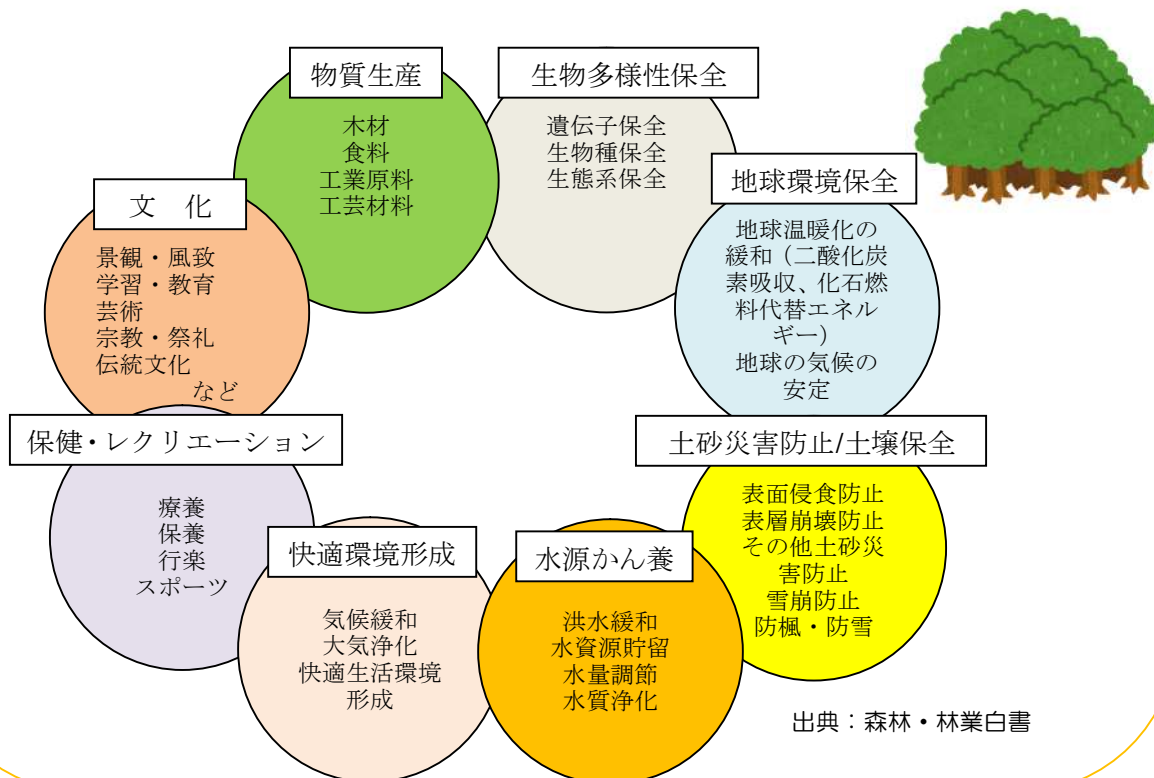 物質生産
木材
食料
工業原料
工芸材料
生物多様性保全
遺伝子保全
生物種保全
生態系保全
地球環境保全
地球温暖化の
緩和（二酸化炭
素吸収、化石燃
料代替エネル
ギー）
地球の気候の
安定
土砂災害防止/土壌保全
表面侵食防止
表層崩壊防止
その他土砂災
害防止
雪崩防止
防楓・防雪
水源かん養
洪水緩和
水資源貯留
水量調節
水質浄化
快適環境形成
気候緩和
大気浄化
快適生活環境
形成
保健・レクリエーション
療養
保養
行楽
スポーツ
文　化
景観・風致
学習・教育
芸術
宗教・祭礼
伝統文化
など
出典：森林・林業白書